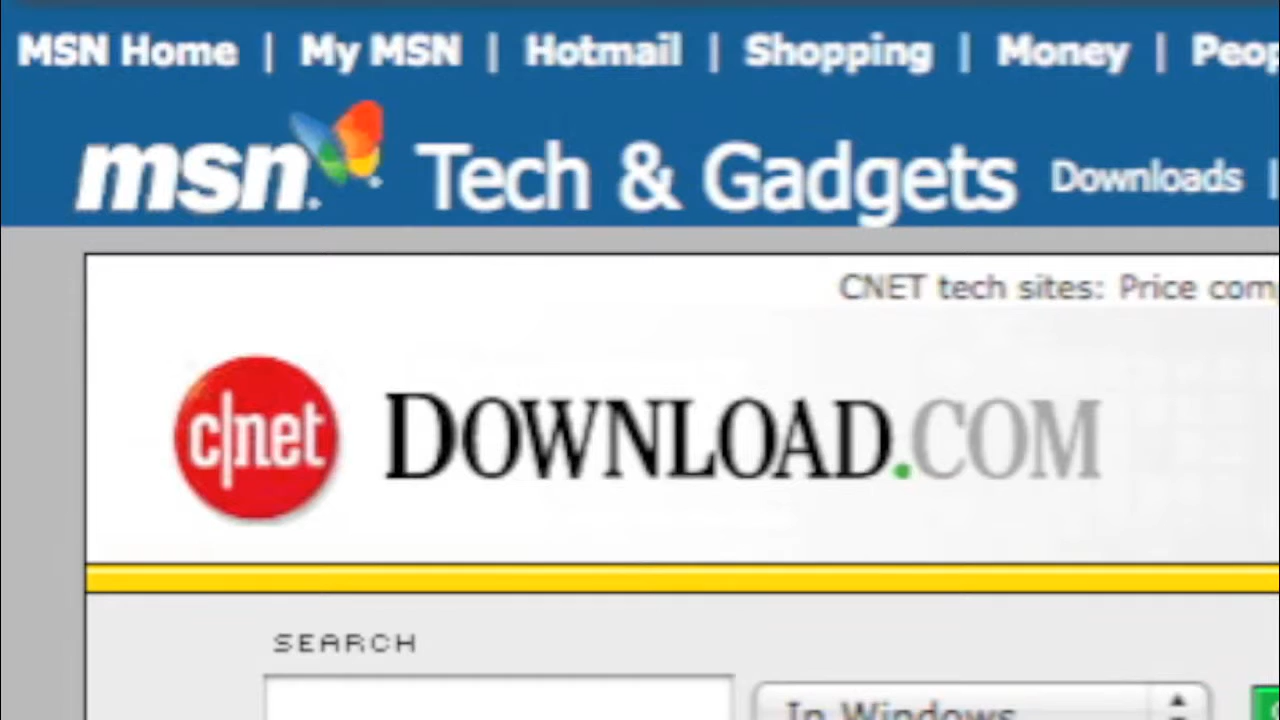 MSN Home | My MSN | Hotmail | Shopping | Money |
msn Tech & Gadgets Downloads |
CNET tech sites: Price
c|net DOWNLOAD.COM
SEARCH
In Windows